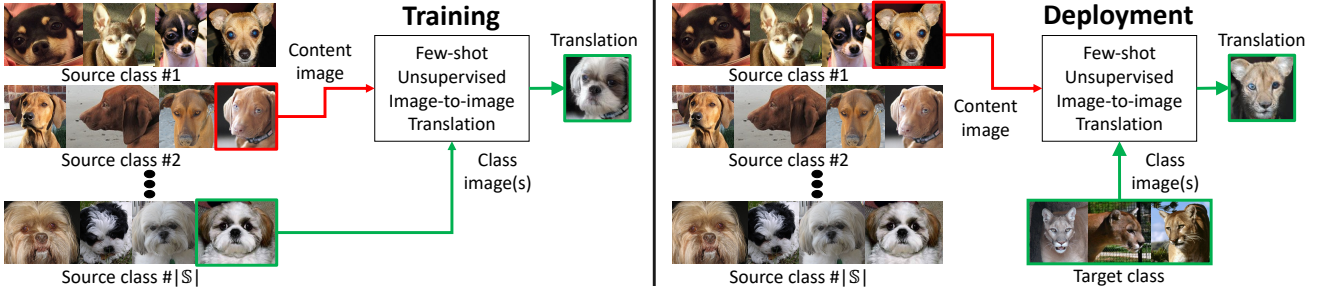 Training
Source class #1
Content
image
Few-shot
Unsupervised
Image-to-image
Translation
Translation
Source class #2
Class
image(s)
Source class #|𝕊|
Deployment
Source class #1
Content
image
Few-shot
Unsupervised
Image-to-image
Translation
Translation
Source class #2
Class
image(s)
Source class #|𝕊|
Target class